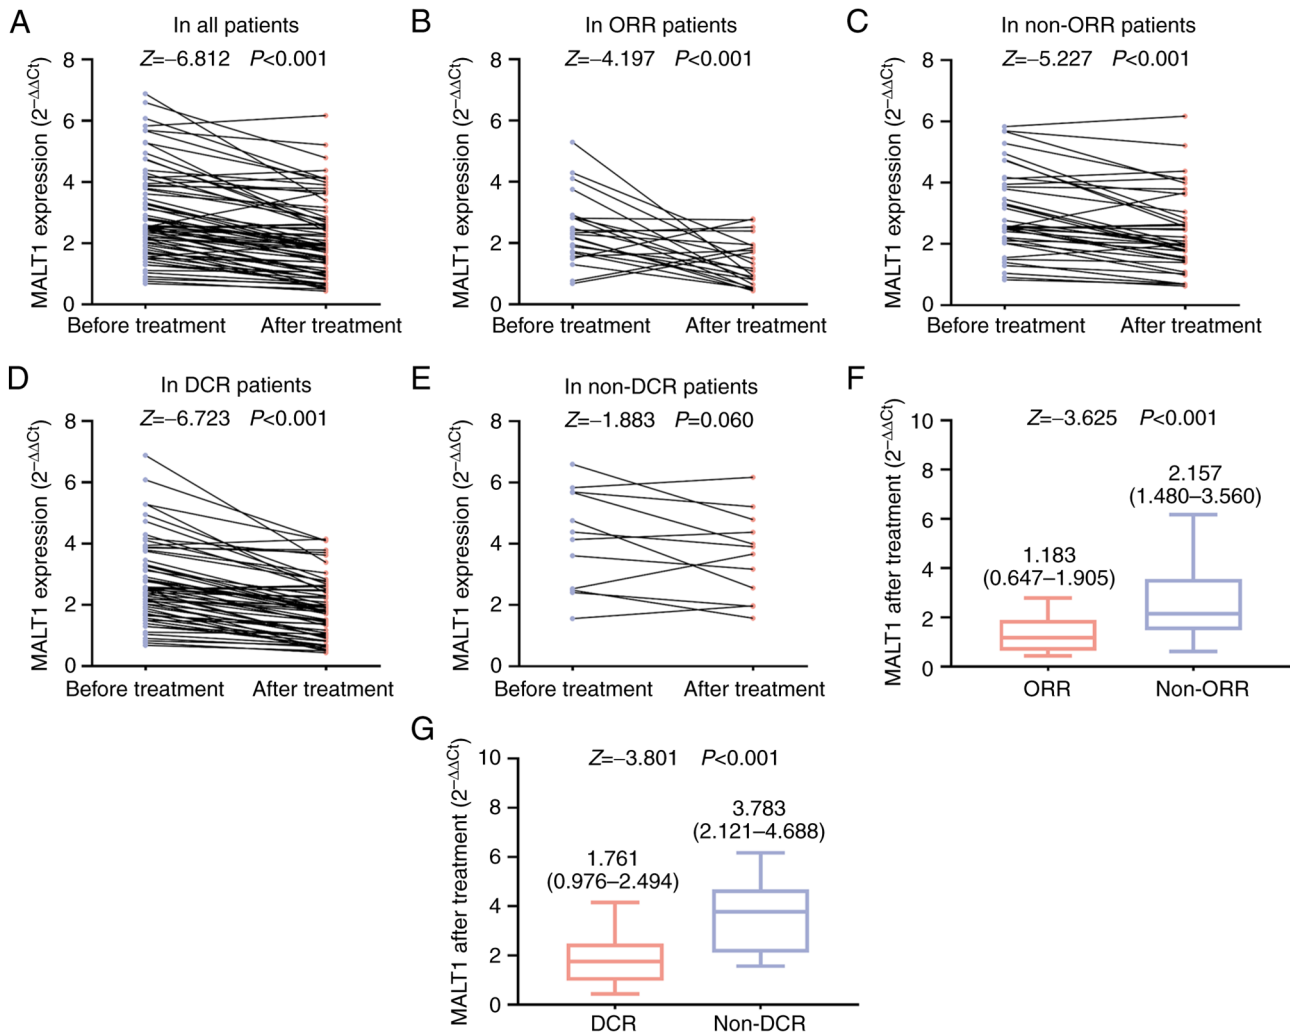 A
In all patients
Z=−6.812 P<0.001
MALT1 expression (2−ΔΔCt)
8
6
4
2
0
Before treatment After treatment
B
In ORR patients
Z=−4.197 P<0.001
MALT1 expression (2−ΔΔCt)
8
6
4
2
0
Before treatment After treatment
C
In non-ORR patients
Z=−5.227 P<0.001
MALT1 expression (2−ΔΔCt)
8
6
4
2
0
Before treatment After treatment
D
In DCR patients
Z=−6.723 P<0.001
MALT1 expression (2−ΔΔCt)
8
6
4
2
0
Before treatment After treatment
E
In non-DCR patients
Z=−1.883 P=0.060
MALT1 expression (2−ΔΔCt)
8
6
4
2
0
Before treatment After treatment
F
Z=−3.625 P<0.001
MALT1 after treatment (2−ΔΔCt)
10
8
6
4
2
0
1.183
(0.647–1.905)
2.157
(1.480–3.560)
ORR Non-ORR
G
Z=−3.801 P<0.001
MALT1 after treatment (2−ΔΔCt)
10
8
6
4
2
0
1.761
(0.976–2.494)
3.783
(2.121–4.688)
DCR Non-DCR